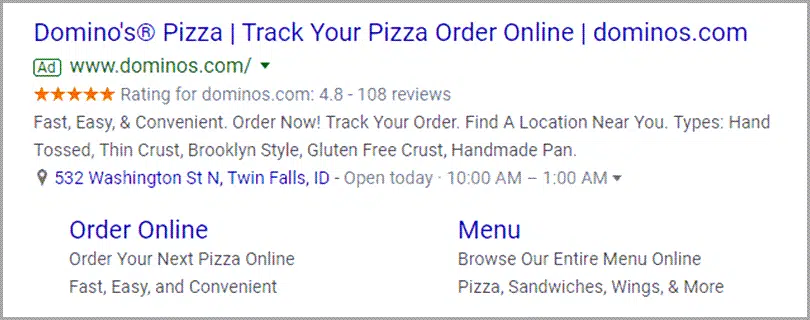 Domino's® Pizza | Track Your Pizza Order Online | dominos.com
Ad www.dominos.com/
Rating for dominos.com: 4.8 - 108 reviews
Fast, Easy, & Convenient. Order Now! Track Your Order. Find A Location Near You. Types: Hand
Tossed, Thin Crust, Brooklyn Style, Gluten Free Crust, Handmade Pan.
532 Washington St N, Twin Falls, ID - Open today · 10:00 AM – 1:00 AM
Order Online
Order Your Next Pizza Online
Fast, Easy, and Convenient
Menu
Browse Our Entire Menu Online
Pizza, Sandwiches, Wings, & More